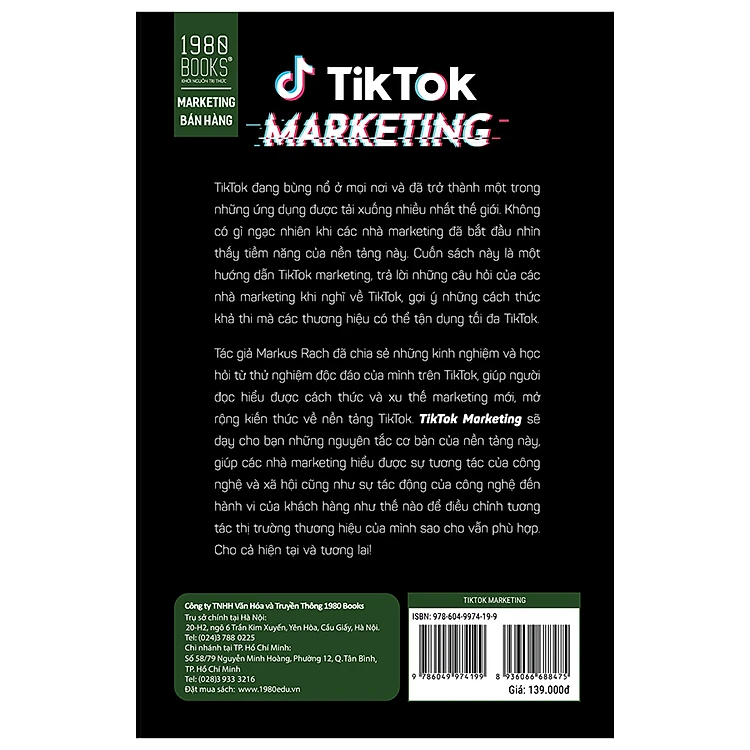 1980
BOOKS®
KHƠI NGUỒN TRI THỨC
MARKETING
BÁN HÀNG
TikTok
MARKETING
TikTok đang bùng nổ ở mọi nơi và đã trở thành một trong
những ứng dụng được tải xuống nhiều nhất thế giới. Không
có gì ngạc nhiên khi các nhà marketing đã bắt đầu nhìn
thấy tiềm năng của nền tảng này. Cuốn sách này là một
hướng dẫn TikTok marketing, trả lời những câu hỏi của các
nhà marketing khi nghĩ về TikTok, gợi ý những cách thức
khả thi mà các thương hiệu có thể tận dụng tối đa TikTok.
Tác giả Markus Rach đã chia sẻ những kinh nghiệm và học
hỏi từ thử nghiệm độc đáo của mình trên TikTok, giúp người
đọc hiểu được cách thức và xu thế marketing mới, mở
rộng kiến thức về nền tảng TikTok. TikTok Marketing sẽ
dạy cho bạn những nguyên tắc cơ bản của nền tảng này,
giúp các nhà marketing hiểu được sự tương tác của công
nghệ và xã hội cũng như sự tác động của công nghệ đến
hành vi của khách hàng như thế nào để điều chỉnh tương
tác thị trường thương hiệu của mình sao cho vẫn phù hợp.
Cho cả hiện tại và tương lai!
Công ty TNHH Văn Hóa và Truyền Thông 1980 Books
Trụ sở chính tại Hà Nội:
20-H2, ngõ 6 Trần Kim Xuyến, Yên Hòa, Cầu Giấy, Hà Nội.
Tel: (024)3 788 0225
Chi nhánh tại TP. Hồ Chí Minh:
Số 58/79 Nguyễn Minh Hoàng, Phường 12, Q.Tân Bình,
TP. Hồ Chí Minh
Tel: (028)3 933 3216
Đặt mua sách: www.1980edu.vn
TIKTOK MARKETING
ISBN: 978-604-9974-19-9
9 786049 974199
8 936066 688475
Giá: 139.000đ